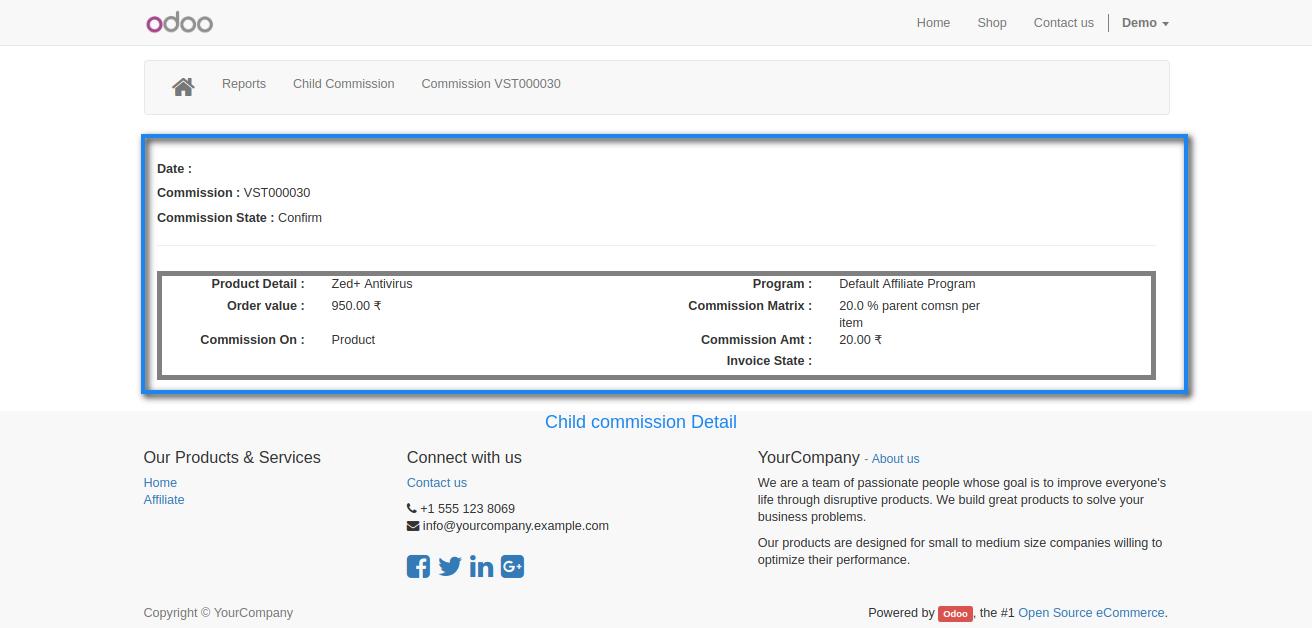 odoo
Home Shop Contact us Demo
Reports Child Commission Commission VST000030
Date :
Commission : VST000030
Commission State : Confirm
Product Detail : Zed+ Antivirus Program : Default Affiliate Program
Order value : 950.00 ₹ Commission Matrix : 20.0 % parent comsn per
item
Commission On : Product Commission Amt : 20.00 ₹
Invoice State :
Child commission Detail
Our Products & Services
Home
Affiliate
Connect with us
Contact us
+1 555 123 8069
info@yourcompany.example.com
YourCompany - About us
We are a team of passionate people whose goal is to improve everyone's
life through disruptive products. We build great products to solve your
business problems.
Our products are designed for small to medium size companies willing to
optimize their performance.
Copyright © YourCompany
Powered by Odoo, the #1 Open Source eCommerce.